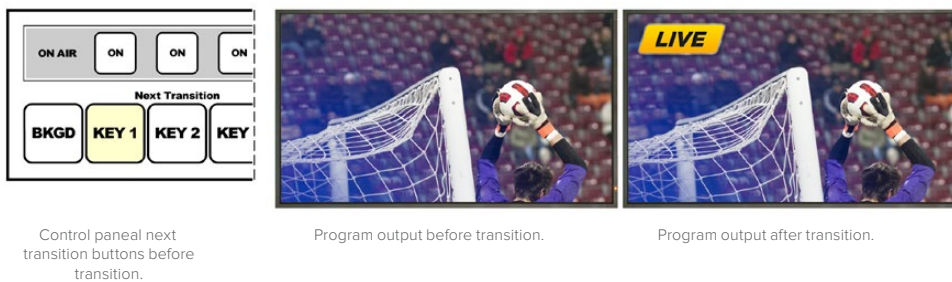 ON AIR ON ON ON
Next Transition
BKGD KEY 1 KEY 2 KEY
LIVE
Control paneal next
transition buttons before
transition.
Program output before transition.
Program output after transition.